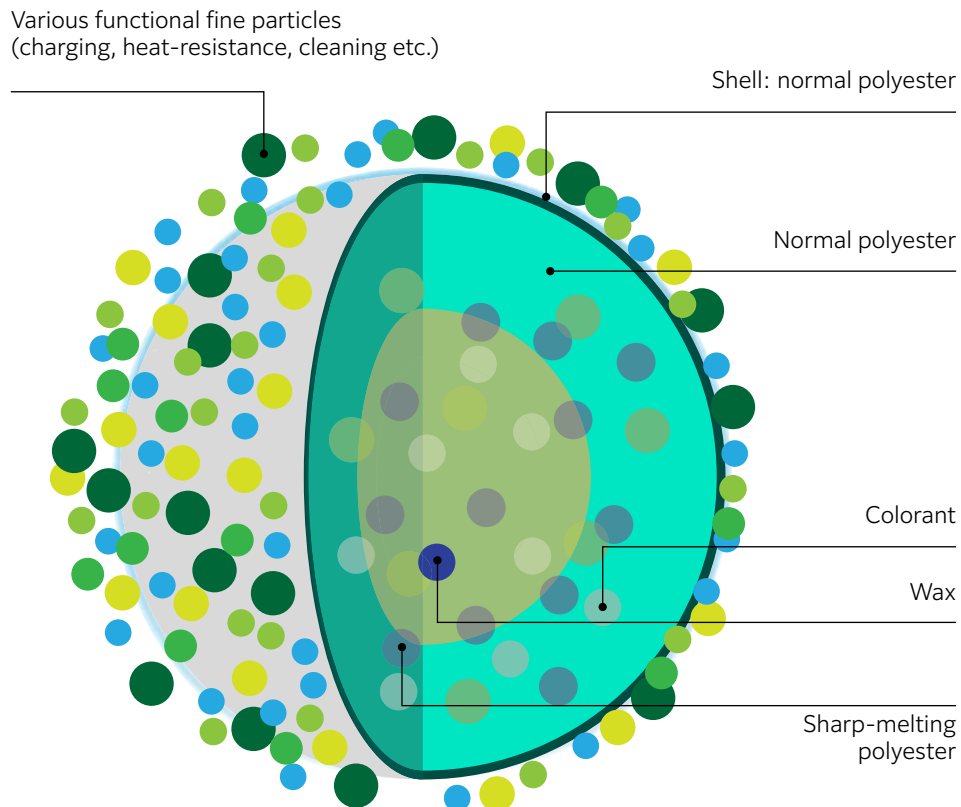 Various functional fine particles
(charging, heat-resistance, cleaning etc.)
Shell: normal polyester
Normal polyester
Colorant
Wax
Sharp-melting
polyester